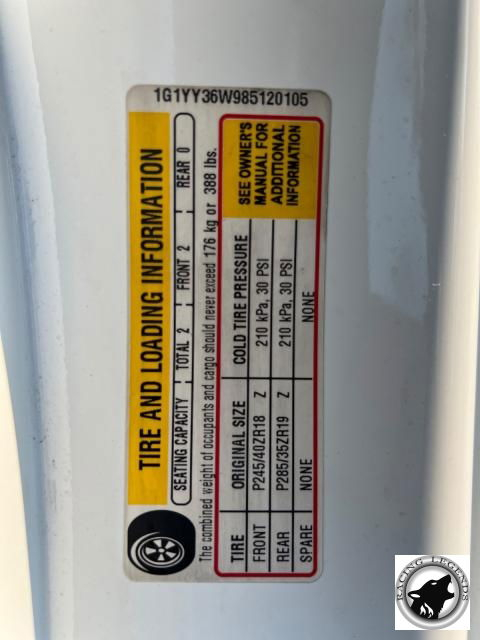 1G1YY36W985120105
TIRE AND LOADING INFORMATION
SEATING CAPACITY TOTAL 2 FRONT 2 REAR 0
The combined weight of occupants and cargo should never exceed 176 kg or 388 lbs.
TIRE ORIGINAL SIZE COLD TIRE PRESSURE
FRONT P245/40ZR18 Z 210 kPa, 30 PSI
REAR P285/35ZR19 Z 210 kPa, 30 PSI
SPARE NONE NONE
SEE OWNER'S
MANUAL FOR
ADDITIONAL
INFORMATION
RACING LEGENDS